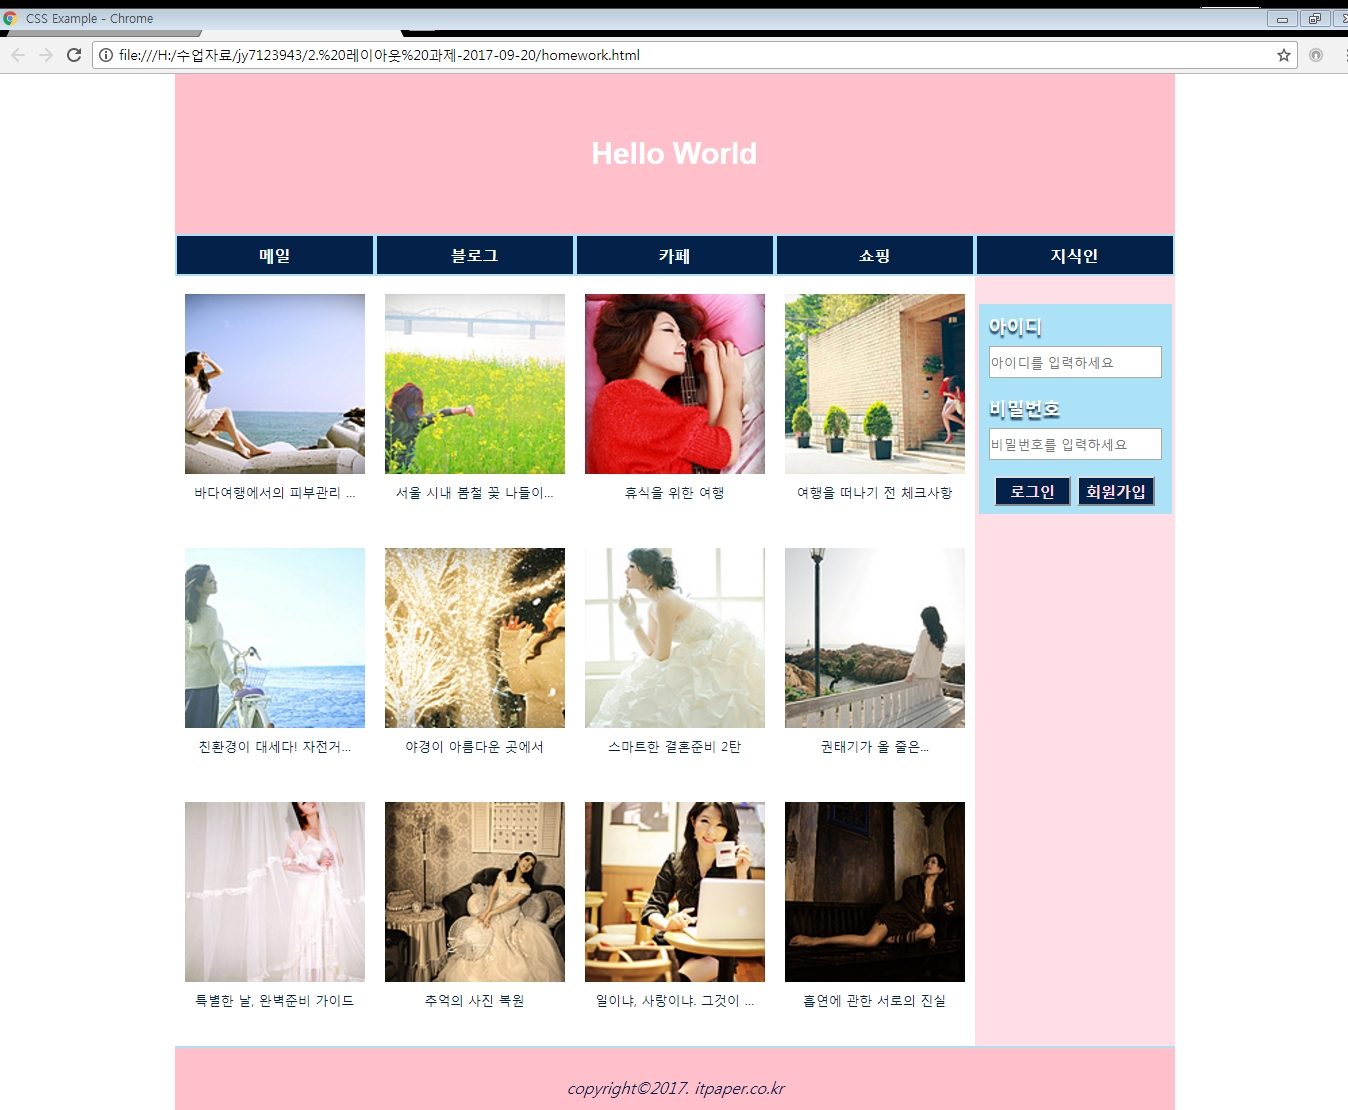 CSS Example - Chrome
file:///H:/수업자료/jy7123943/2.%20레이아웃%20과제-2017-09-20/homework.html
Hello World
메일 블로그 카페 쇼핑 지식인
아이디
아이디를 입력하세요
비밀번호
비밀번호를 입력하세요
로그인 회원가입
바다여행에서의 피부관리 ... 서울 시내 봄철 꽃 나들이... 휴식을 위한 여행 여행을 떠나기 전 체크사항
친환경이 대세다! 자전거... 야경이 아름다운 곳에서 스마트한 결혼준비 2탄 권태기가 올 줄은...
특별한 날, 완벽준비 가이드 추억의 사진 복원 일이냐, 사랑이냐. 그것이 ... 흡연에 관한 서로의 진실
copyright©2017. itpaper.co.kr